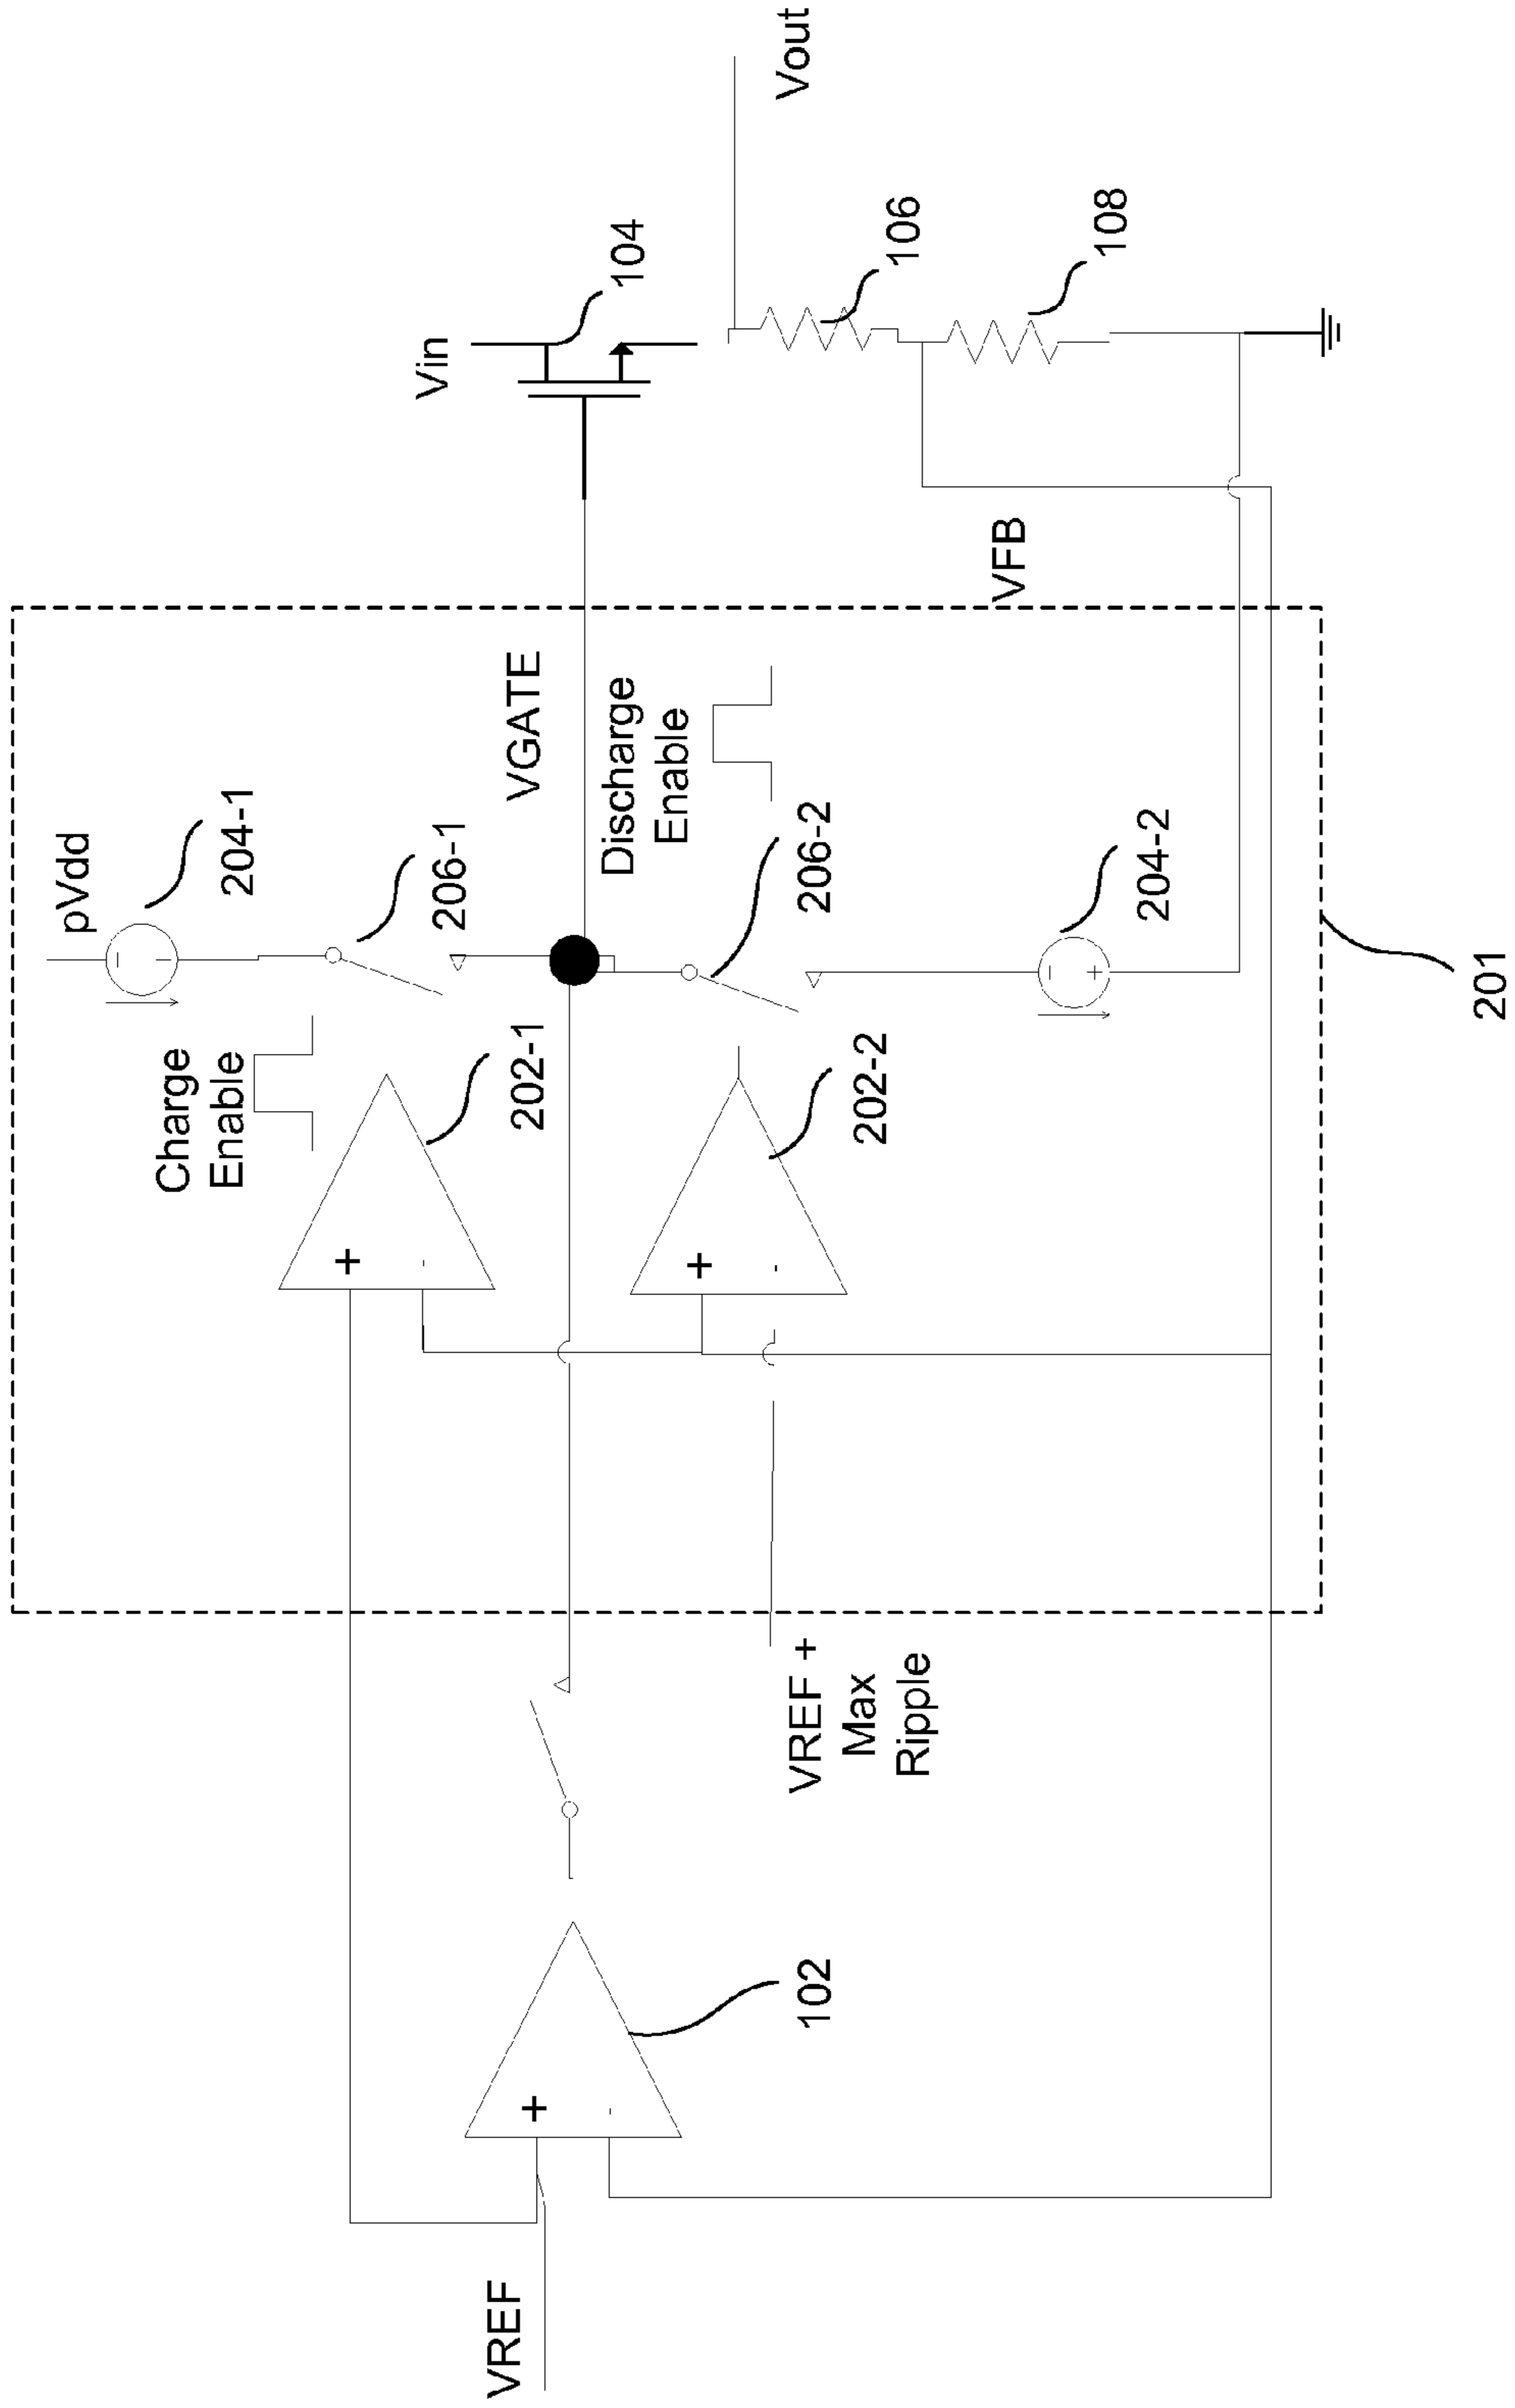 pVdd
204-1
Charge
Enable
206-1
202-1
+
-
VGATE
Vin
104
Vout
Discharge
Enable
206-2
202-2
+
-
106
108
VFB
204-2
+
201
VREF
+
-
102
VREF +
Max
Ripple